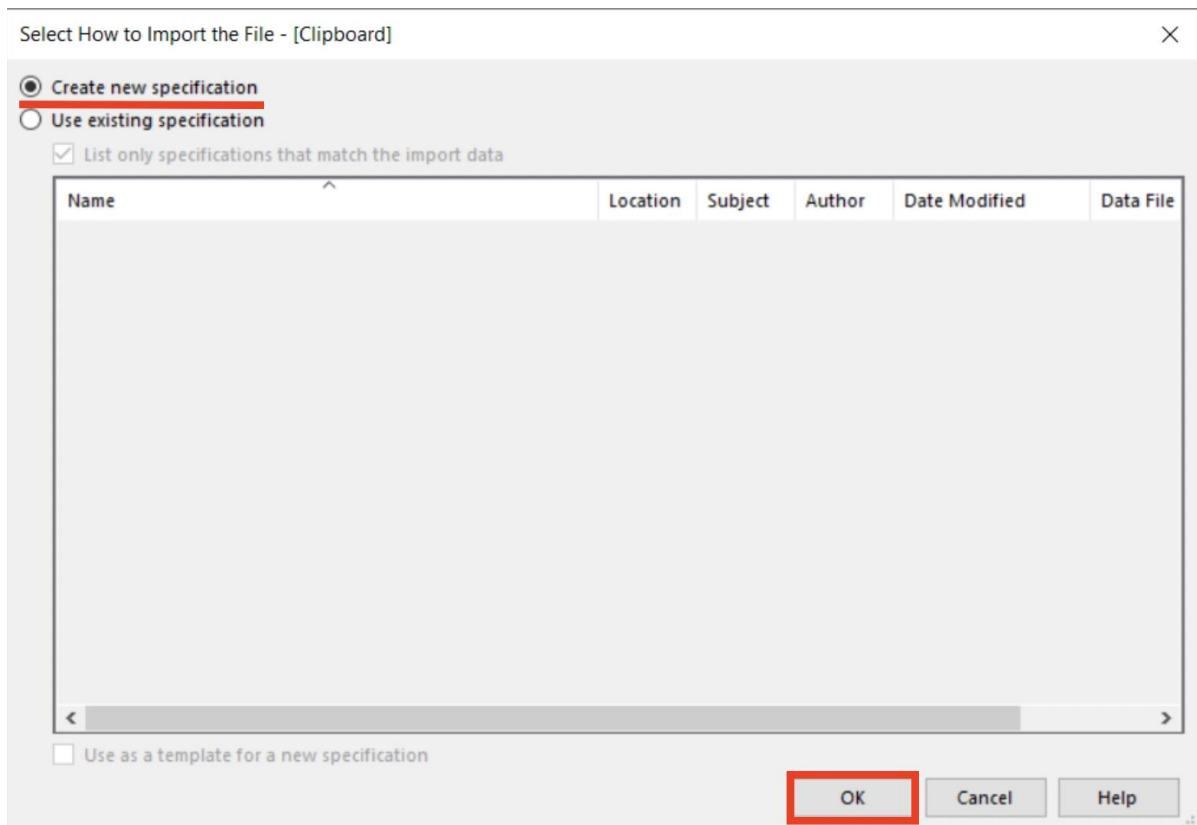 Select How to Import the File - [Clipboard]
Create new specification
Use existing specification
List only specifications that match the import data
Name Location Subject Author Date Modified Data File
Use as a template for a new specification
OK Cancel Help